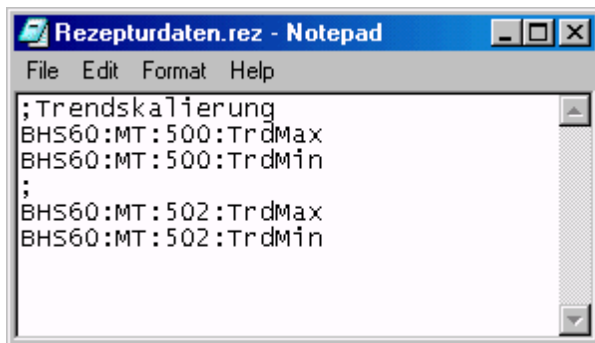 Rezepturdaten.rez - Notepad
File Edit Format Help
;Trendskalierung
BHS60:MT:500:TrdMax
BHS60:MT:500:TrdMin
;
BHS60:MT:502:TrdMax
BHS60:MT:502:TrdMin